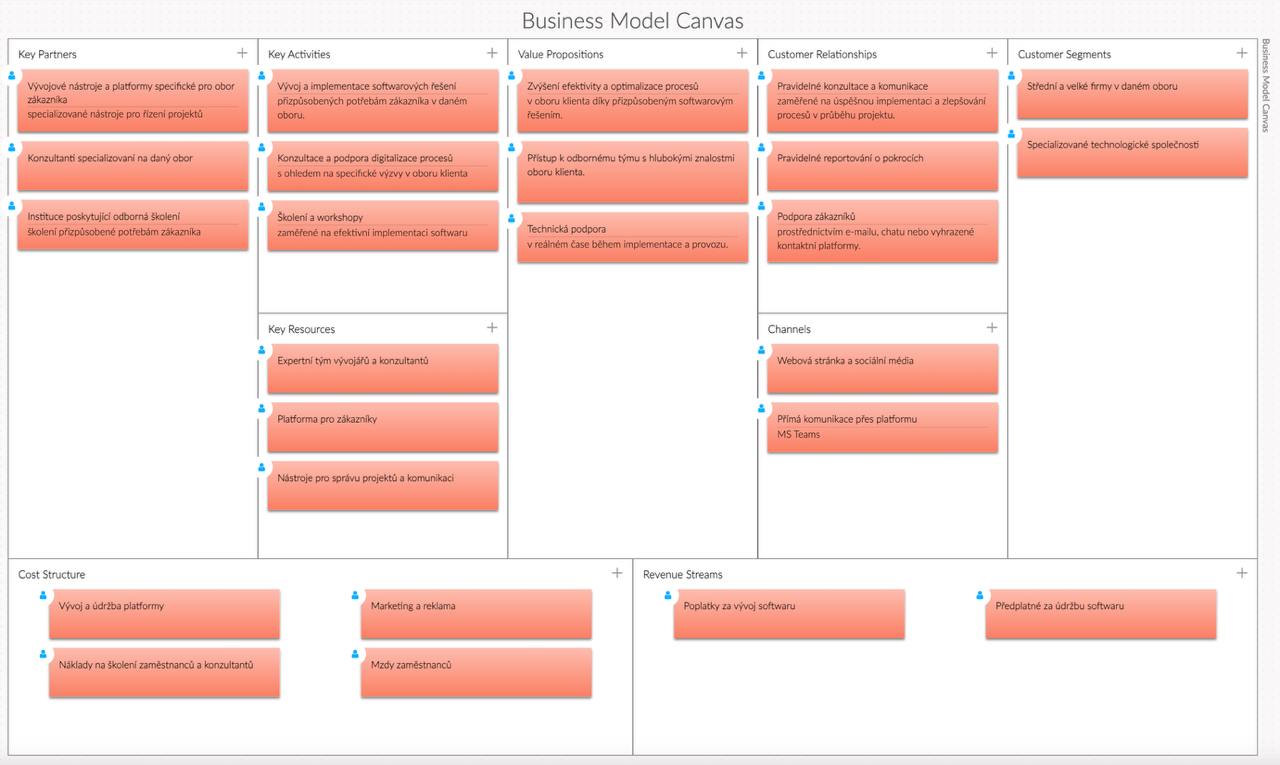 Business Model Canvas
Key Partners
Vývojové nástroje a platformy specifické pro obor
zákazníka
specializované nástroje pro řízení projektů
Konzultanti specializovaní na daný obor
Instituce poskytující odborná školení
školení přizpůsobené potřebám zákazníka
Key Activities
Vývoj a implementace softwarových řešení
přizpůsobených potřebám zákazníka v daném
oboru.
Konzultace a podpora digitalizace procesů
s ohledem na specifické výzvy v oboru klienta
Školení a workshopy
zaměřené na efektivní implementaci softwaru
Key Resources
Expertní tým vývojářů a konzultantů
Platforma pro zákazníky
Nástroje pro správu projektů a komunikaci
Value Propositions
Zvýšení efektivity a optimalizace procesů
v oboru klienta díky přizpůsobeným softwarovým
řešením.
Přístup k odbornému týmu s hlubokými znalostmi
oboru klienta.
Technická podpora
v reálném čase během implementace a provozu.
Customer Relationships
Pravidelné konzultace a komunikace
zaměřené na úspěšnou implementaci a zlepšování
procesů v průběhu projektu.
Pravidelné reportování o pokrocích
Podpora zákazníků
prostřednictvím e-mailu, chatu nebo vyhrazené
kontaktní platformy.
Channels
Webová stránka a sociální média
Přímá komunikace přes platformu
MS Teams
Customer Segments
Střední a velké firmy v daném oboru
Specializované technologické společnosti
Business Model Canvas
Cost Structure
Vývoj a údržba platformy
Marketing a reklama
Náklady na školení zaměstnanců a konzultantů
Mzdy zaměstnanců
Revenue Streams
Poplatky za vývoj softwaru
Předplatné za údržbu softwaru